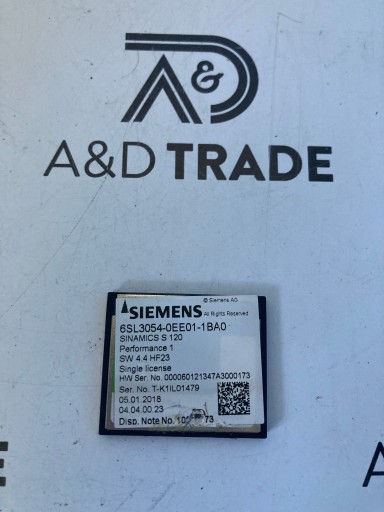 A&D
A&D TRADE
© Siemens AG
SIEMENS All Rights Reserved
6SL3054-0EE01-1BA0
SINAMICS S 120
Performance 1
SW 4.4 HF23
Single license
HW Ser. No. 000060121347A3000173
Ser. No. T-K1IL01479
05.01.2018
04.04.00.23
Disp. Note No.
DE
A&